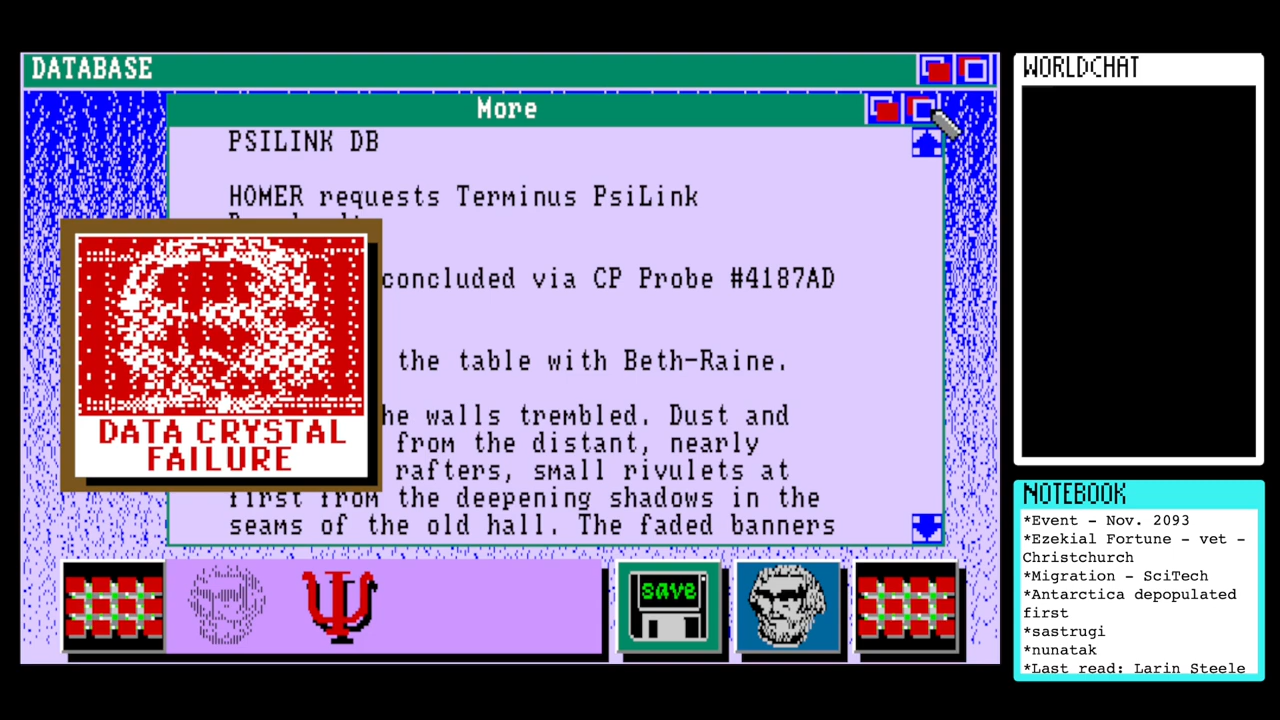 DATABASE
More
PSILINK DB
HOMER requests Terminus PsiLink
concluded via CP Probe #4187AD
the table with Beth-Raine.
he walls trembled. Dust and
from the distant, nearly
rafters, small rivulets at
first from the deepening shadows in the
seams of the old hall. The faded banners
DATA CRYSTAL
FAILURE
save
WORLDCHAT
NOTEBOOK
*Event - Nov. 2093
*Ezekial Fortune - vet -
Christchurch
*Migration - SciTech
*Antarctica depopulated
first
*sastrugi
*nunatak
*Last read: Larin Steele